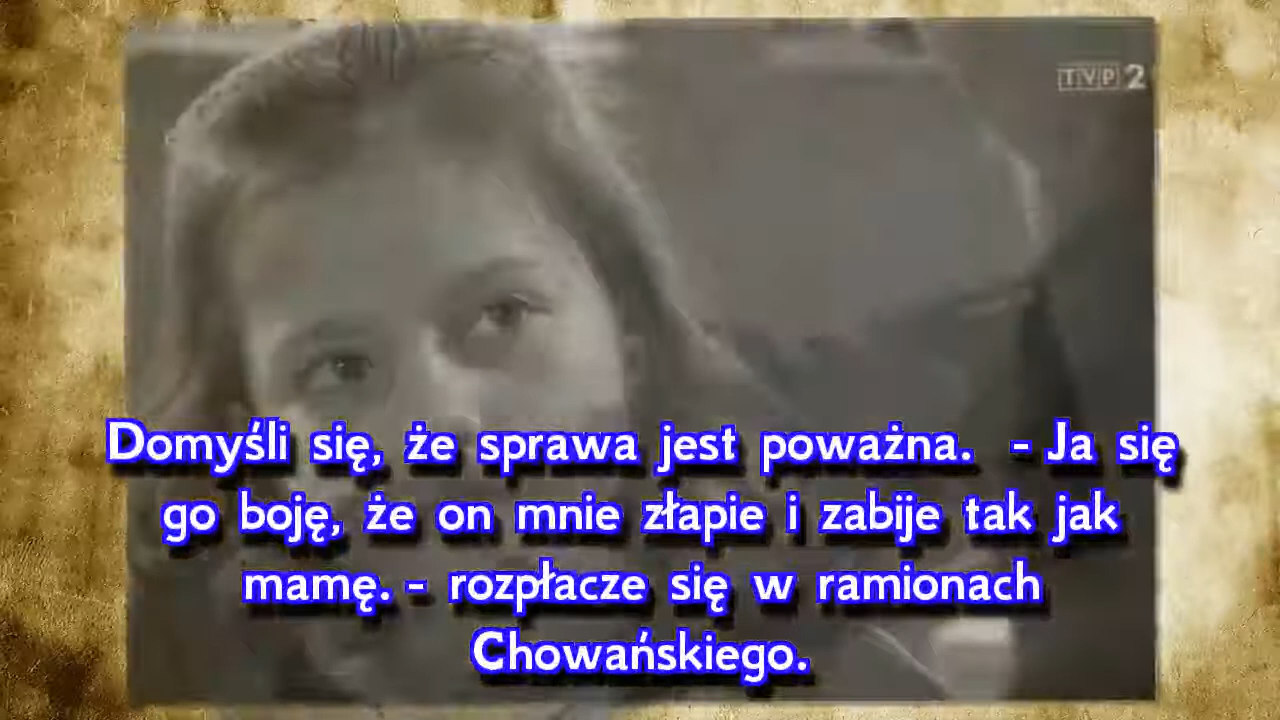 TVP 2
Domyśli się, że sprawa jest poważna. - Ja się
go boję, że on mnie złapie i zabije tak jak
mamę. - rozpłacze się w ramionach
Chowańskiego.